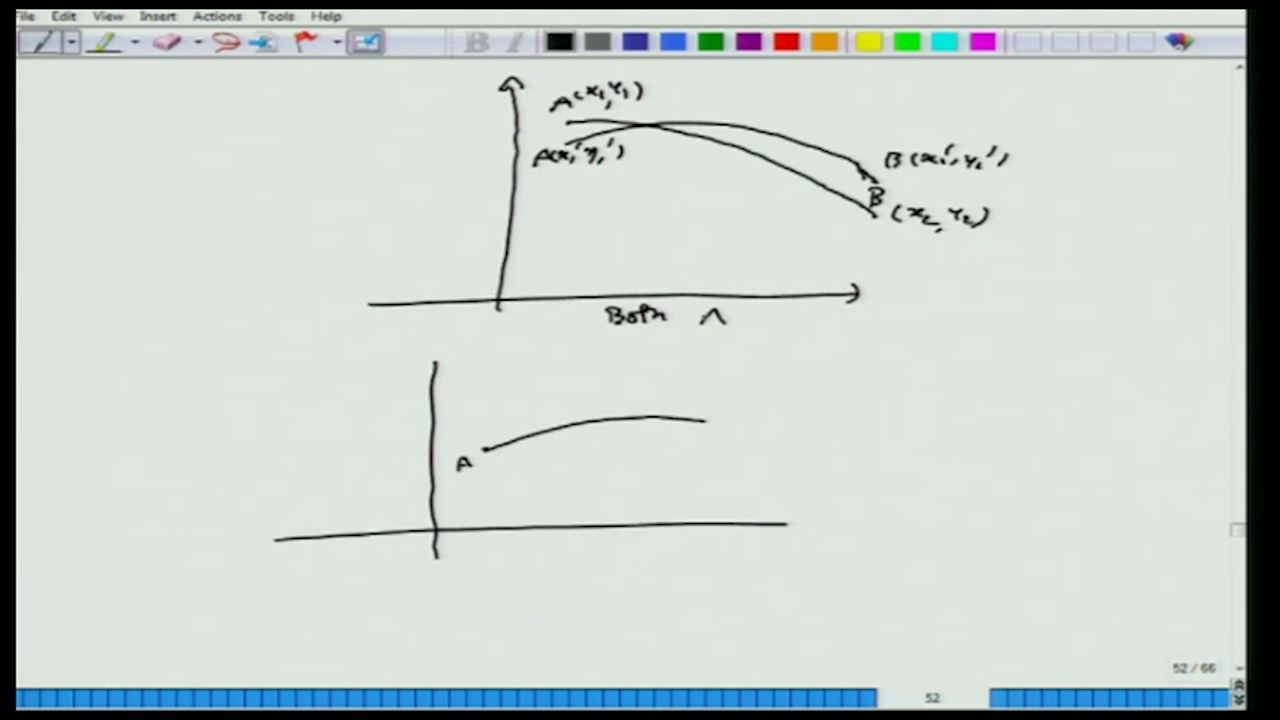 File Edit View Insert Actions Tools Help
B I
A(x₁,y₁)
A(x₁',y₁')
B(x₂',y₂')
B
(x₂,y₂)
Both
A
52 / 66
52